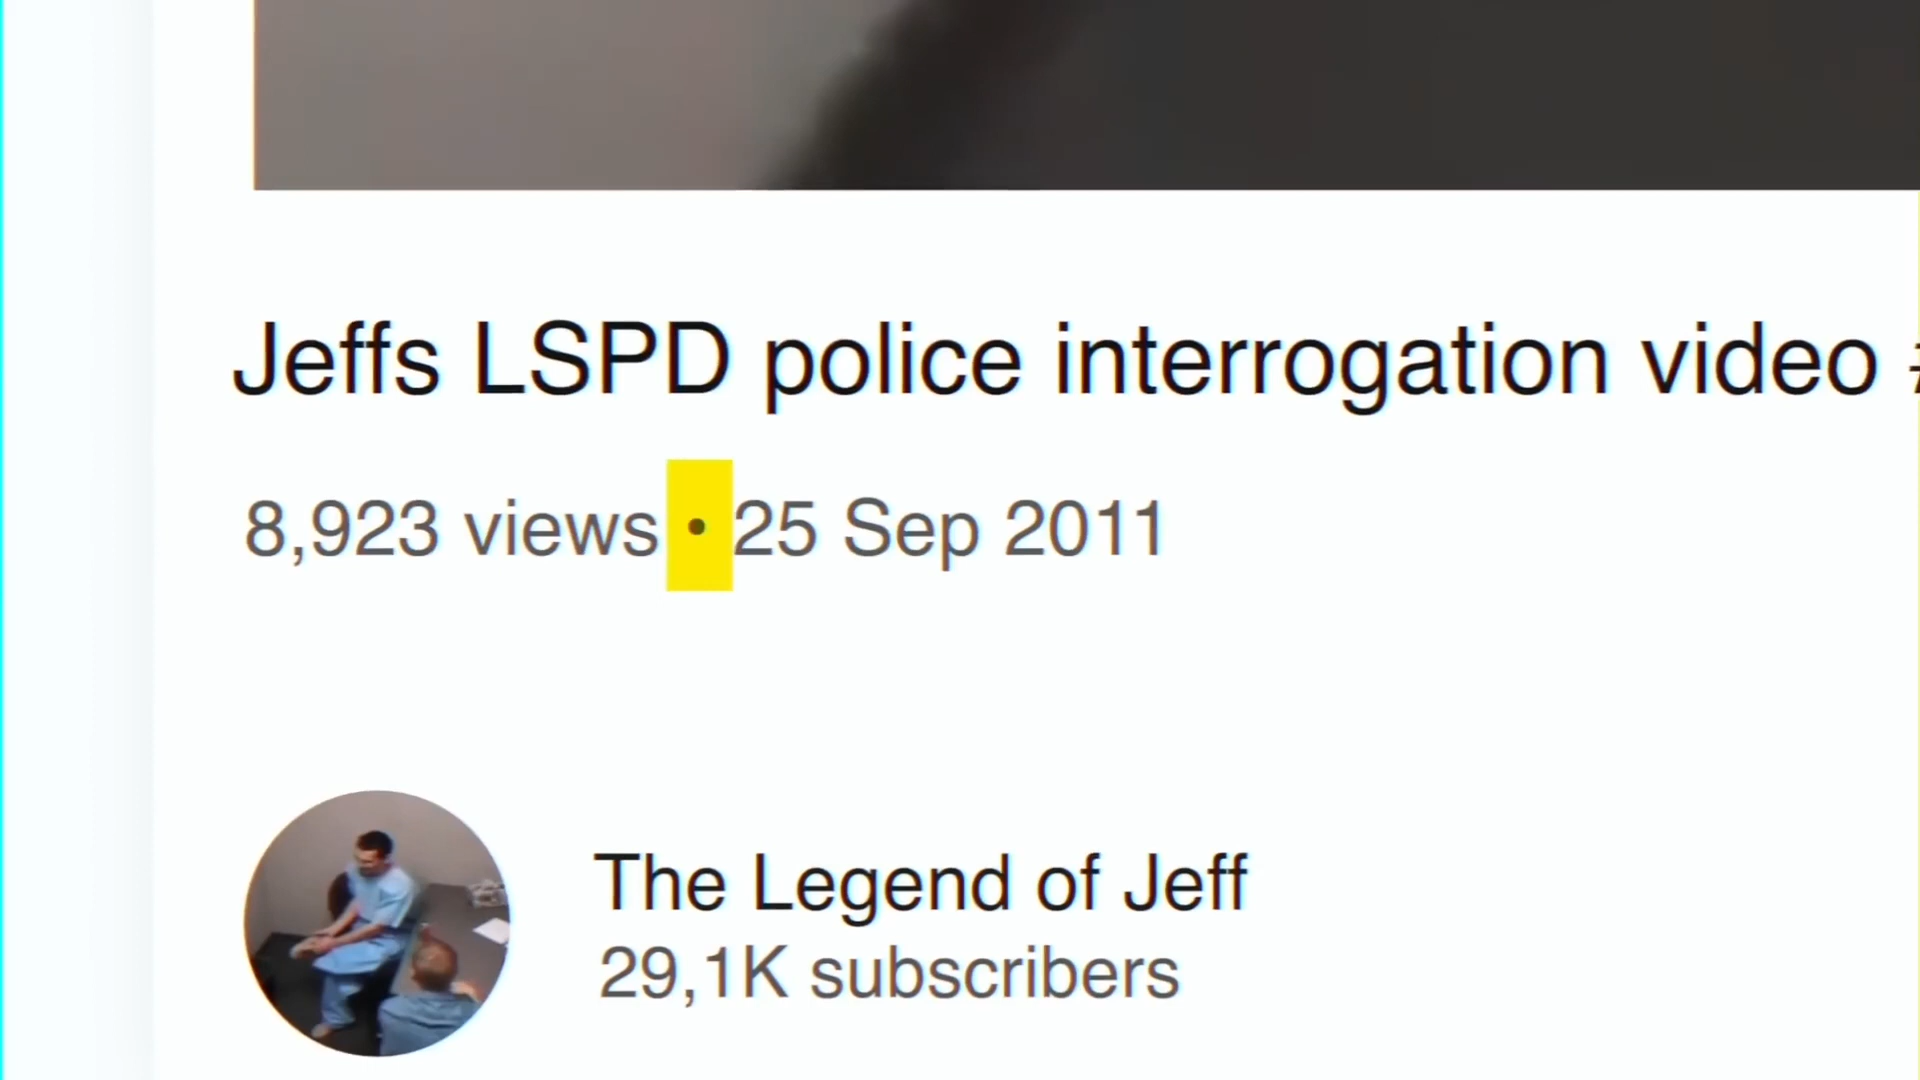 Jeffs LSPD police interrogation video
8,923 views • 25 Sep 2011
The Legend of Jeff
29,1K subscribers